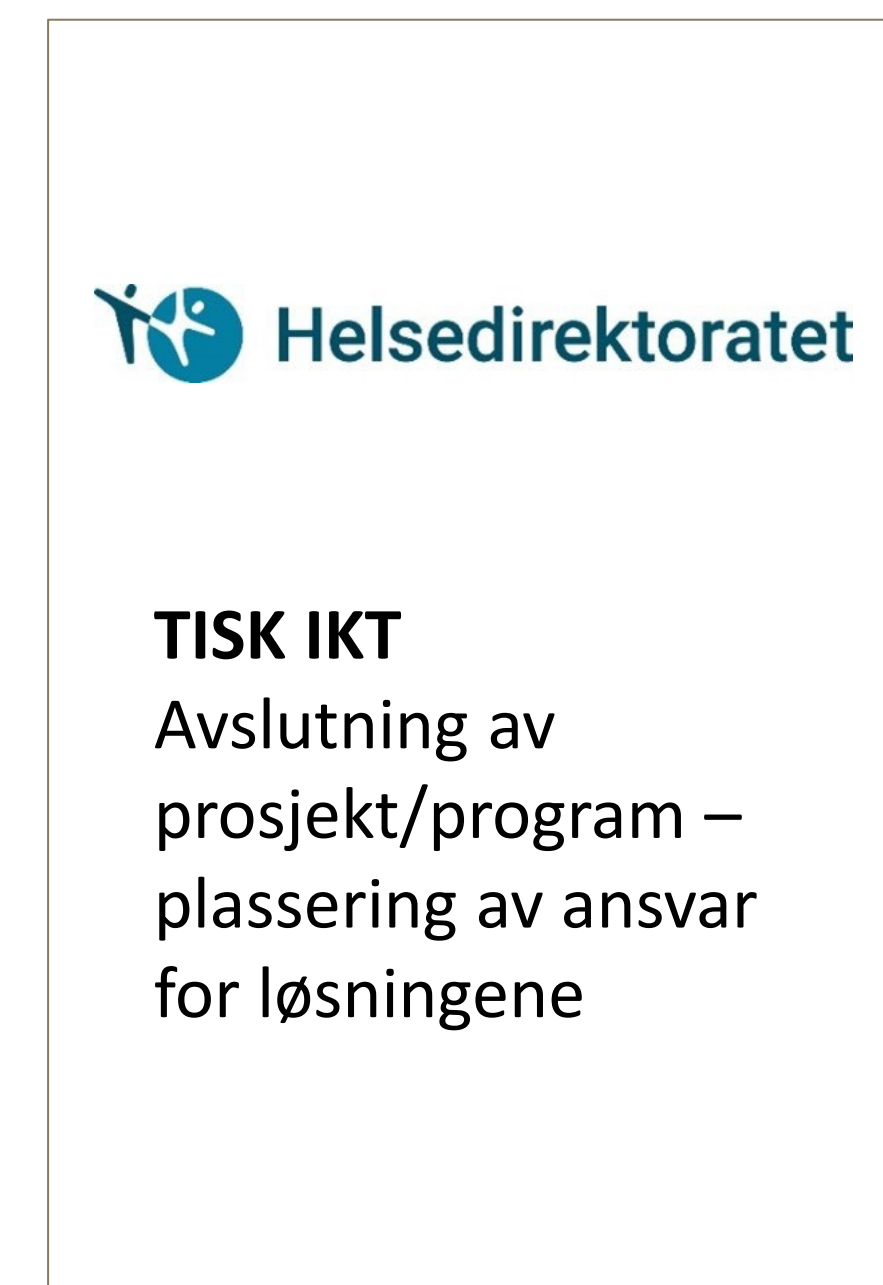 Helsedirektoratet
TISK IKT
Avslutning av
prosjekt/program –
plassering av ansvar
for løsningene